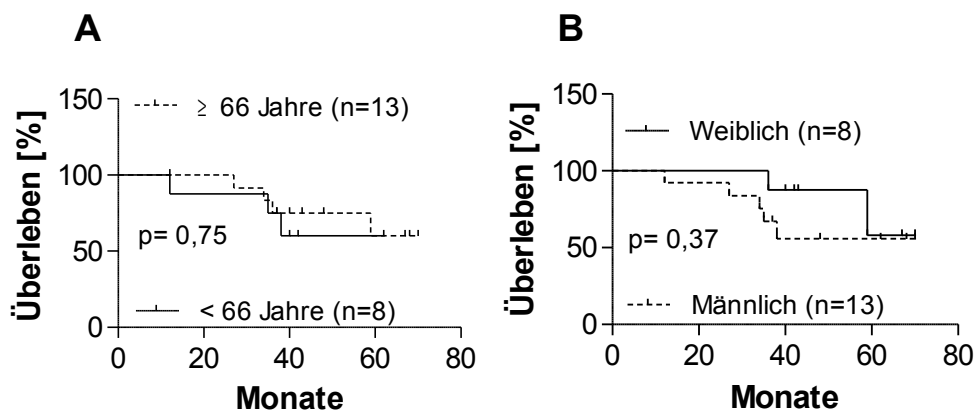 A
Überleben [%]
150
100
50
0
≥ 66 Jahre (n=13)
p= 0,75
< 66 Jahre (n=8)
0 20 40 60 80
Monate
B
Überleben [%]
150
100
50
0
Weiblich (n=8)
p= 0,37
Männlich (n=13)
0 20 40 60 80
Monate